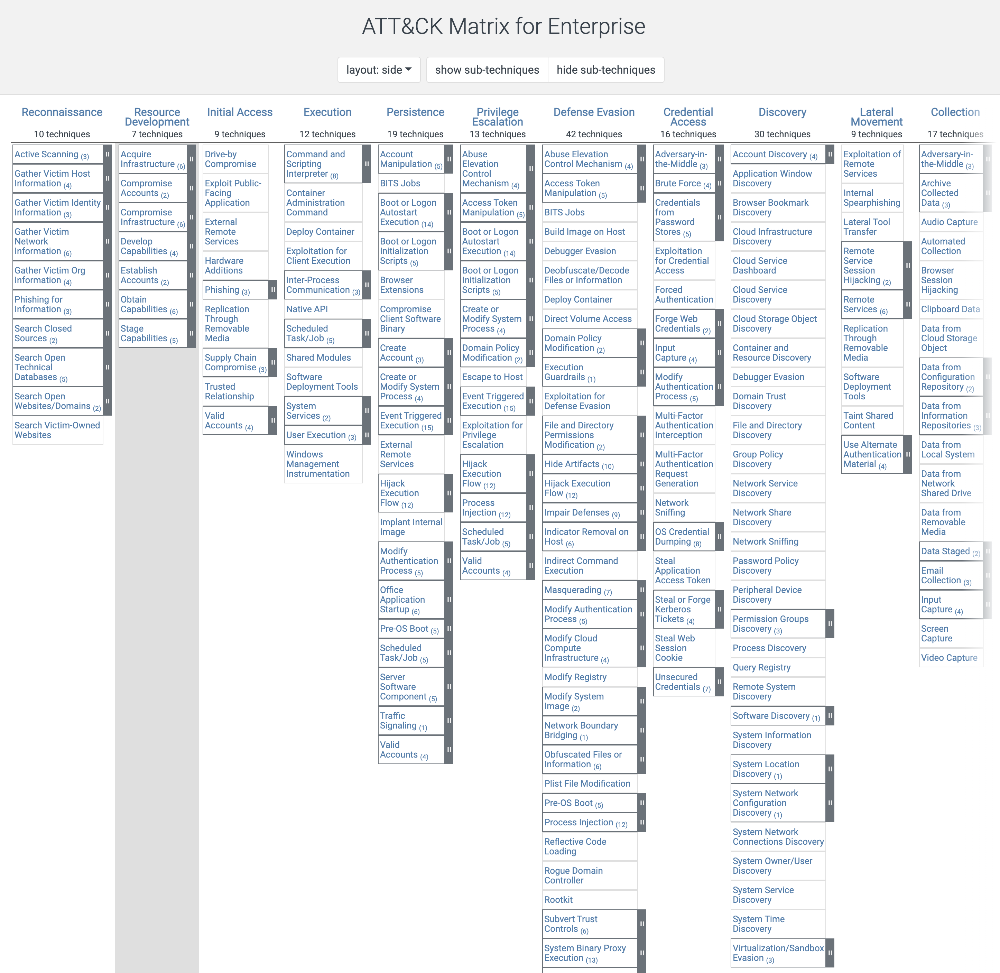 ATT&CK Matrix for Enterprise
layout: side
show sub-techniques
hide sub-techniques
Reconnaissance
10 techniques
Active Scanning (3)
Gather Victim Host
Information (4)
Gather Victim Identity
Information (3)
Gather Victim
Network
Information (6)
Gather Victim Org
Information (4)
Phishing for
Information (3)
Search Closed
Sources (2)
Search Open
Technical
Databases (5)
Search Open
Websites/Domains (2)
Search Victim-Owned
Websites
Resource
Development
7 techniques
Acquire
Infrastructure (6)
Compromise
Accounts (2)
Compromise
Infrastructure (6)
Develop
Capabilities (4)
Establish
Accounts (2)
Obtain
Capabilities (6)
Stage
Capabilities (5)
Initial Access
9 techniques
Drive-by
Compromise
Exploit Public-
Facing
Application
External
Remote
Services
Hardware
Additions
Phishing (3)
Replication
Through
Removable
Media
Supply Chain
Compromise (3)
Trusted
Relationship
Valid
Accounts (4)
Execution
12 techniques
Command and
Scripting
Interpreter (8)
Container
Administration
Command
Deploy Container
Exploitation for
Client Execution
Inter-Process
Communication (3)
Native API
Scheduled
Task/Job (5)
Shared Modules
Software
Deployment Tools
System
Services (2)
User Execution (3)
Windows
Management
Instrumentation
Persistence
19 techniques
Account
Manipulation (5)
BITS Jobs
Boot or Logon
Autostart
Execution (14)
Boot or Logon
Initialization
Scripts (5)
Browser
Extensions
Compromise
Client Software
Binary
Create
Account (3)
Create or
Modify System
Process (4)
Event Triggered
Execution (15)
External
Remote
Services
Hijack
Execution
Flow (12)
Implant Internal
Image
Modify
Authentication
Process (5)
Office
Application
Startup (6)
Pre-OS Boot (5)
Scheduled
Task/Job (5)
Server
Software
Component (5)
Traffic
Signaling (1)
Valid
Accounts (4)
Privilege
Escalation
13 techniques
Abuse
Elevation
Control
Mechanism (4)
Access Token
Manipulation (5)
Boot or Logon
Autostart
Execution (14)
Boot or Logon
Initialization
Scripts (5)
Create or
Modify System
Process (4)
Domain Policy
Modification (2)
Escape to Host
Event Triggered
Execution (15)
Exploitation for
Privilege
Escalation
Hijack
Execution
Flow (12)
Process
Injection (12)
Scheduled
Task/Job (5)
Valid
Accounts (4)
Defense Evasion
42 techniques
Abuse Elevation
Control Mechanism (4)
Access Token
Manipulation (5)
BITS Jobs
Build Image on Host
Debugger Evasion
Deobfuscate/Decode
Files or Information
Deploy Container
Direct Volume Access
Domain Policy
Modification (2)
Execution
Guardrails (1)
Exploitation for
Defense Evasion
File and Directory
Permissions
Modification (2)
Hide Artifacts (10)
Hijack Execution
Flow (12)
Impair Defenses (9)
Indicator Removal on
Host (6)
Indirect Command
Execution
Masquerading (7)
Modify Authentication
Process (5)
Modify Cloud
Compute
Infrastructure (4)
Modify Registry
Modify System
Image (2)
Network Boundary
Bridging (1)
Obfuscated Files or
Information (6)
Plist File Modification
Pre-OS Boot (5)
Process Injection (12)
Reflective Code
Loading
Rogue Domain
Controller
Rootkit
Subvert Trust
Controls (6)
System Binary Proxy
Execution (13)
Credential
Access
16 techniques
Adversary-in-
the-Middle (3)
Brute Force (4)
Credentials
from
Password
Stores (5)
Exploitation
for Credential
Access
Forced
Authentication
Forge Web
Credentials (2)
Input
Capture (4)
Modify
Authentication
Process (5)
Multi-Factor
Authentication
Interception
Multi-Factor
Authentication
Request
Generation
Network
Sniffing
OS Credential
Dumping (8)
Steal
Application
Access Token
Steal or Forge
Kerberos
Tickets (4)
Steal Web
Session
Cookie
Unsecured
Credentials (7)
Discovery
30 techniques
Account Discovery (4)
Application Window
Discovery
Browser Bookmark
Discovery
Cloud Infrastructure
Discovery
Cloud Service
Dashboard
Cloud Service
Discovery
Cloud Storage Object
Discovery
Container and
Resource Discovery
Debugger Evasion
Domain Trust
Discovery
File and Directory
Discovery
Group Policy
Discovery
Network Service
Discovery
Network Share
Discovery
Network Sniffing
Password Policy
Discovery
Peripheral Device
Discovery
Permission Groups
Discovery (3)
Process Discovery
Query Registry
Remote System
Discovery
Software Discovery (1)
System Information
Discovery
System Location
Discovery (1)
System Network
Configuration
Discovery (1)
System Network
Connections Discovery
System Owner/User
Discovery
System Service
Discovery
System Time
Discovery
Virtualization/Sandbox
Evasion (3)
Lateral
Movement
9 techniques
Exploitation of
Remote
Services
Internal
Spearphishing
Lateral Tool
Transfer
Remote
Service
Session
Hijacking (2)
Remote
Services (6)
Replication
Through
Removable
Media
Software
Deployment
Tools
Taint Shared
Content
Use Alternate
Authentication
Material (4)
Collection
17 techniques
Adversary-in-
the-Middle (3)
Archive
Collected
Data (3)
Audio Capture
Automated
Collection
Browser
Session
Hijacking
Clipboard Data
Data from
Cloud Storage
Object
Data from
Configuration
Repository (2)
Data from
Information
Repositories (3)
Data from
Local System
Data from
Network
Shared Drive
Data from
Removable
Media
Data Staged (2)
Email
Collection (3)
Input
Capture (4)
Screen
Capture
Video Capture